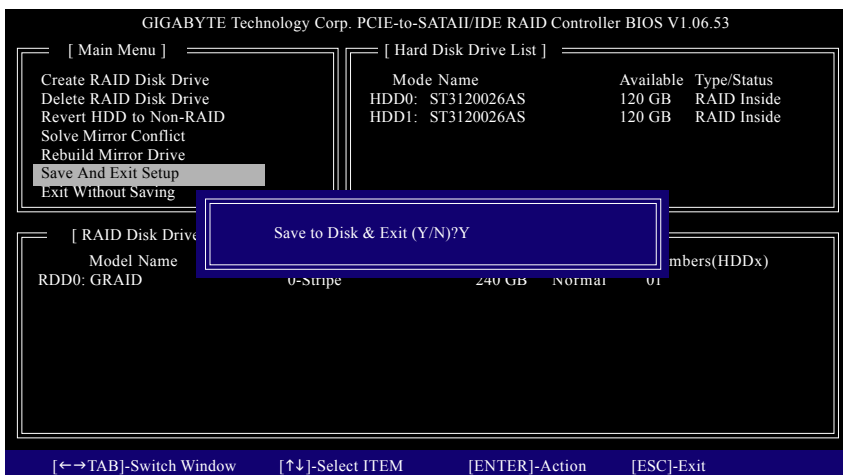 GIGABYTE Technology Corp. PCIE-to-SATAII/IDE RAID Controller BIOS V1.06.53
[ Main Menu ]
Create RAID Disk Drive
Delete RAID Disk Drive
Revert HDD to Non-RAID
Solve Mirror Conflict
Rebuild Mirror Drive
Save And Exit Setup
Exit Without Saving
[ Hard Disk Drive List ]
Mode Name Available Type/Status
HDD0: ST3120026AS 120 GB RAID Inside
HDD1: ST3120026AS 120 GB RAID Inside
Save to Disk & Exit (Y/N)?Y
[ RAID Disk Drive
Model Name mbers(HDDx)
RDD0: GRAID 0-Stripe 240 GB Normal 01
[←→TAB]-Switch Window [↑↓]-Select ITEM [ENTER]-Action [ESC]-Exit